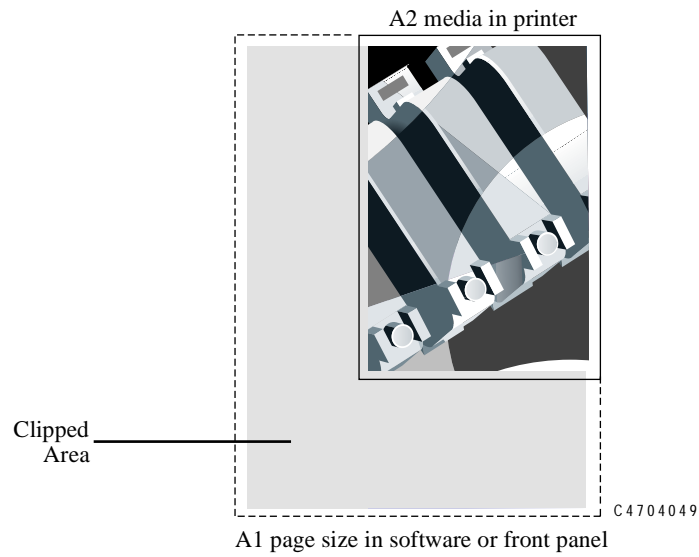 A2 media in printer
Clipped
Area
C4704049
A1 page size in software or front panel